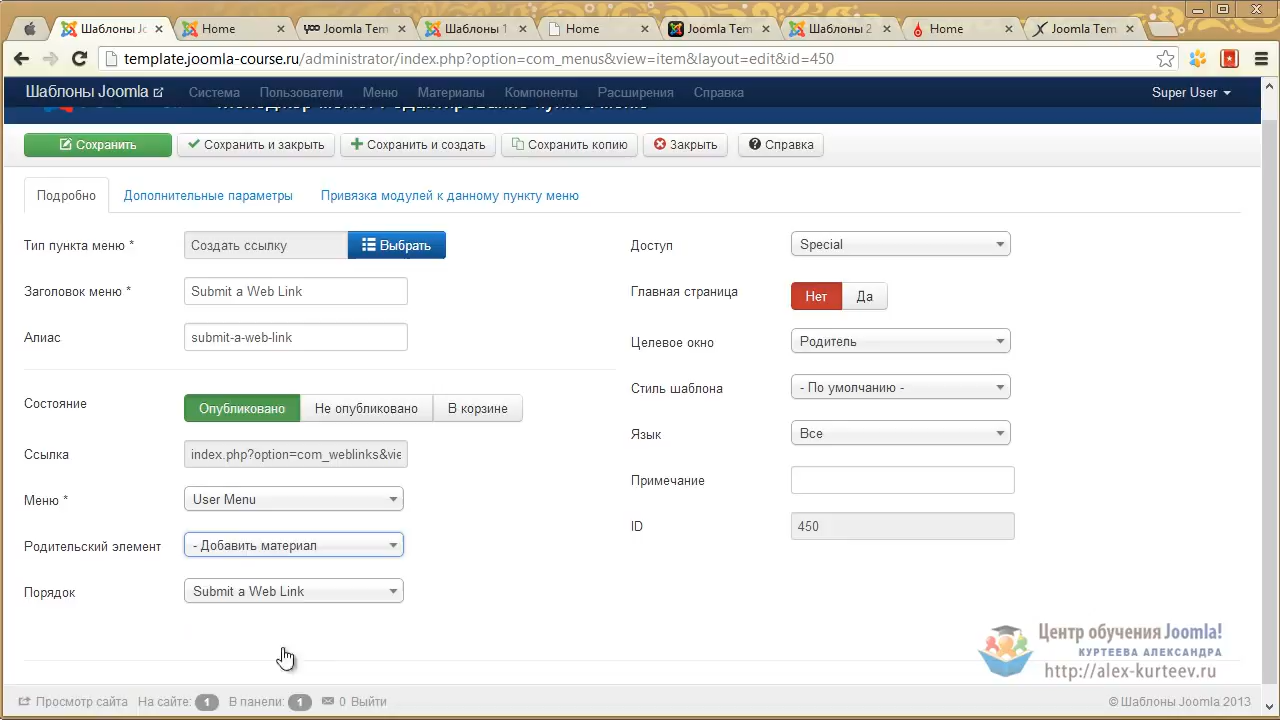 Шаблоны Jo
Home
Joomla Tem
Шаблоны 1
Home
Joomla Tem
Шаблоны 2
Home
Joomla Tem
template.joomla-course.ru/administrator/index.php?option=com_menus&view=item&layout=edit&id=450
Шаблоны Joomla
Система
Пользователи
Меню
Материалы
Компоненты
Расширения
Справка
Super User
Менеджер меню: Редактирование пункта меню
Сохранить
Сохранить и закрыть
Сохранить и создать
Сохранить копию
Закрыть
Справка
Подробно
Дополнительные параметры
Привязка модулей к данному пункту меню
Тип пункта меню *
Создать ссылку
Выбрать
Заголовок меню *
Submit a Web Link
Алиас
submit-a-web-link
Состояние
Опубликовано
Не опубликовано
В корзине
Ссылка
index.php?option=com_weblinks&vie
Меню *
User Menu
Родительский элемент
- Добавить материал
Порядок
Submit a Web Link
Доступ
Special
Главная страница
Нет
Да
Целевое окно
Родитель
Стиль шаблона
- По умолчанию -
Язык
Все
Примечание
ID
450
Центр обучения Joomla!
КУРТЕЕВА АЛЕКСАНДРА
http://alex-kurteev.ru
Просмотр сайта
На сайте: 1
В панели: 1
0
Выйти
© Шаблоны Joomla 2013